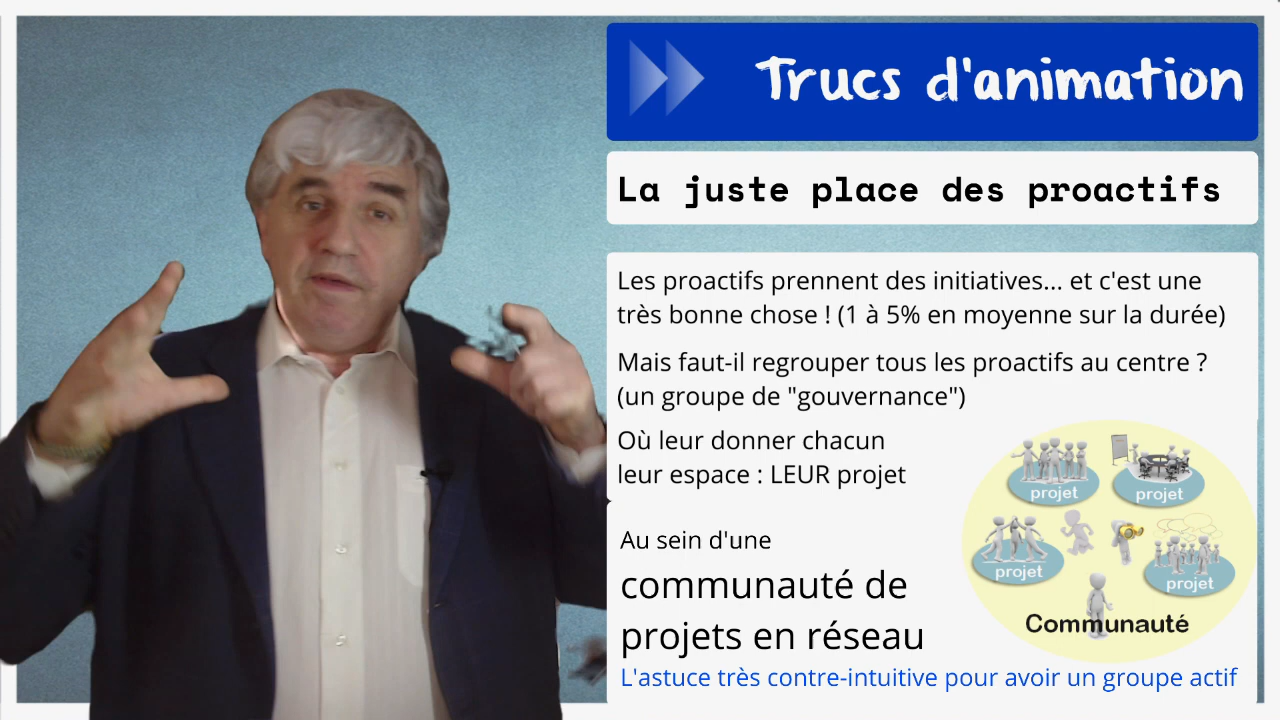 Trucs d'animation
La juste place des proactifs
Les proactifs prennent des initiatives... et c'est une
très bonne chose ! (1 à 5% en moyenne sur la durée)
Mais faut-il regrouper tous les proactifs au centre ?
(un groupe de "gouvernance")
Où leur donner chacun
leur espace : LEUR projet
projet
projet
projet
projet
Communauté
Au sein d'une
communauté de
projets en réseau
L'astuce très contre-intuitive pour avoir un groupe actif